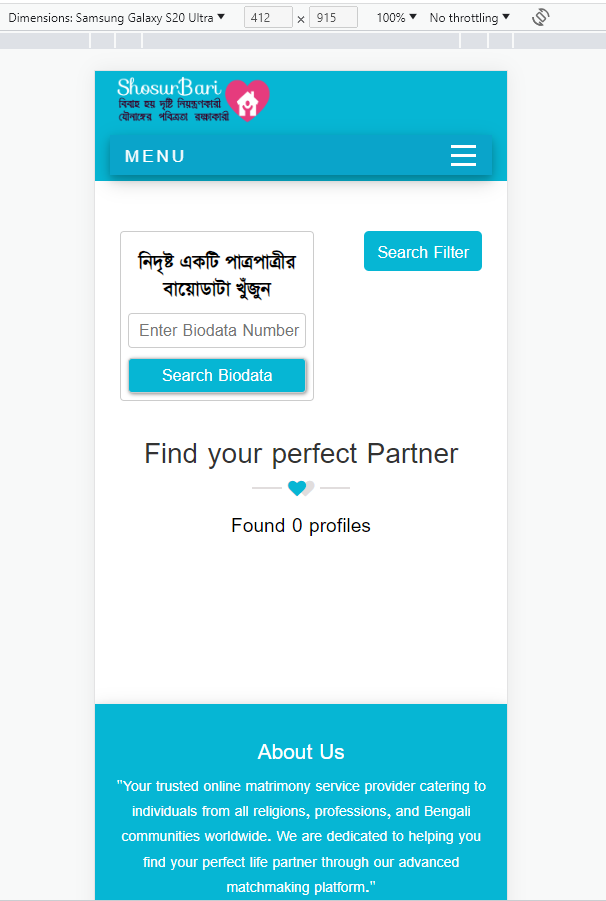 Dimensions: Samsung Galaxy S20 Ultra 412 × 915 100% No throttling
ShosurBari
বিবাহ হয় দৃষ্টি নিয়ন্ত্রণকারী
যৌনাঙ্গের পবিত্রতা রক্ষাকারী
MENU
Search Filter
নিদৃষ্ট একটি পাত্রপাত্রীর
বায়োডাটা খুঁজুন
Enter Biodata Number
Search Biodata
Find your perfect Partner
Found 0 profiles
About Us
"Your trusted online matrimony service provider catering to
individuals from all religions, professions, and Bengali
communities worldwide. We are dedicated to helping you
find your perfect life partner through our advanced
matchmaking platform."